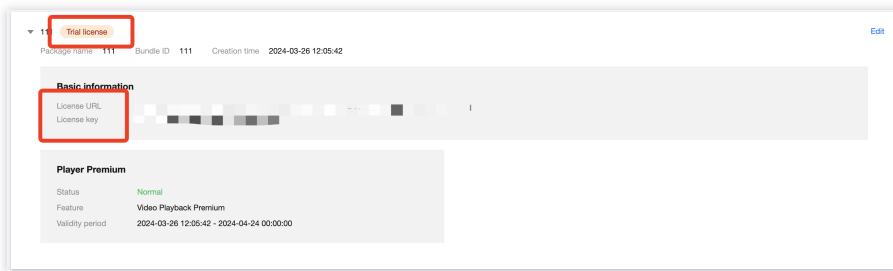 111 Trial license Edit
Package name 111 Bundle ID 111 Creation time 2024-03-26 12:05:42
Basic information
License URL
License key
Player Premium
Status Normal
Feature Video Playback Premium
Validity period 2024-03-26 12:05:42 - 2024-04-24 00:00:00